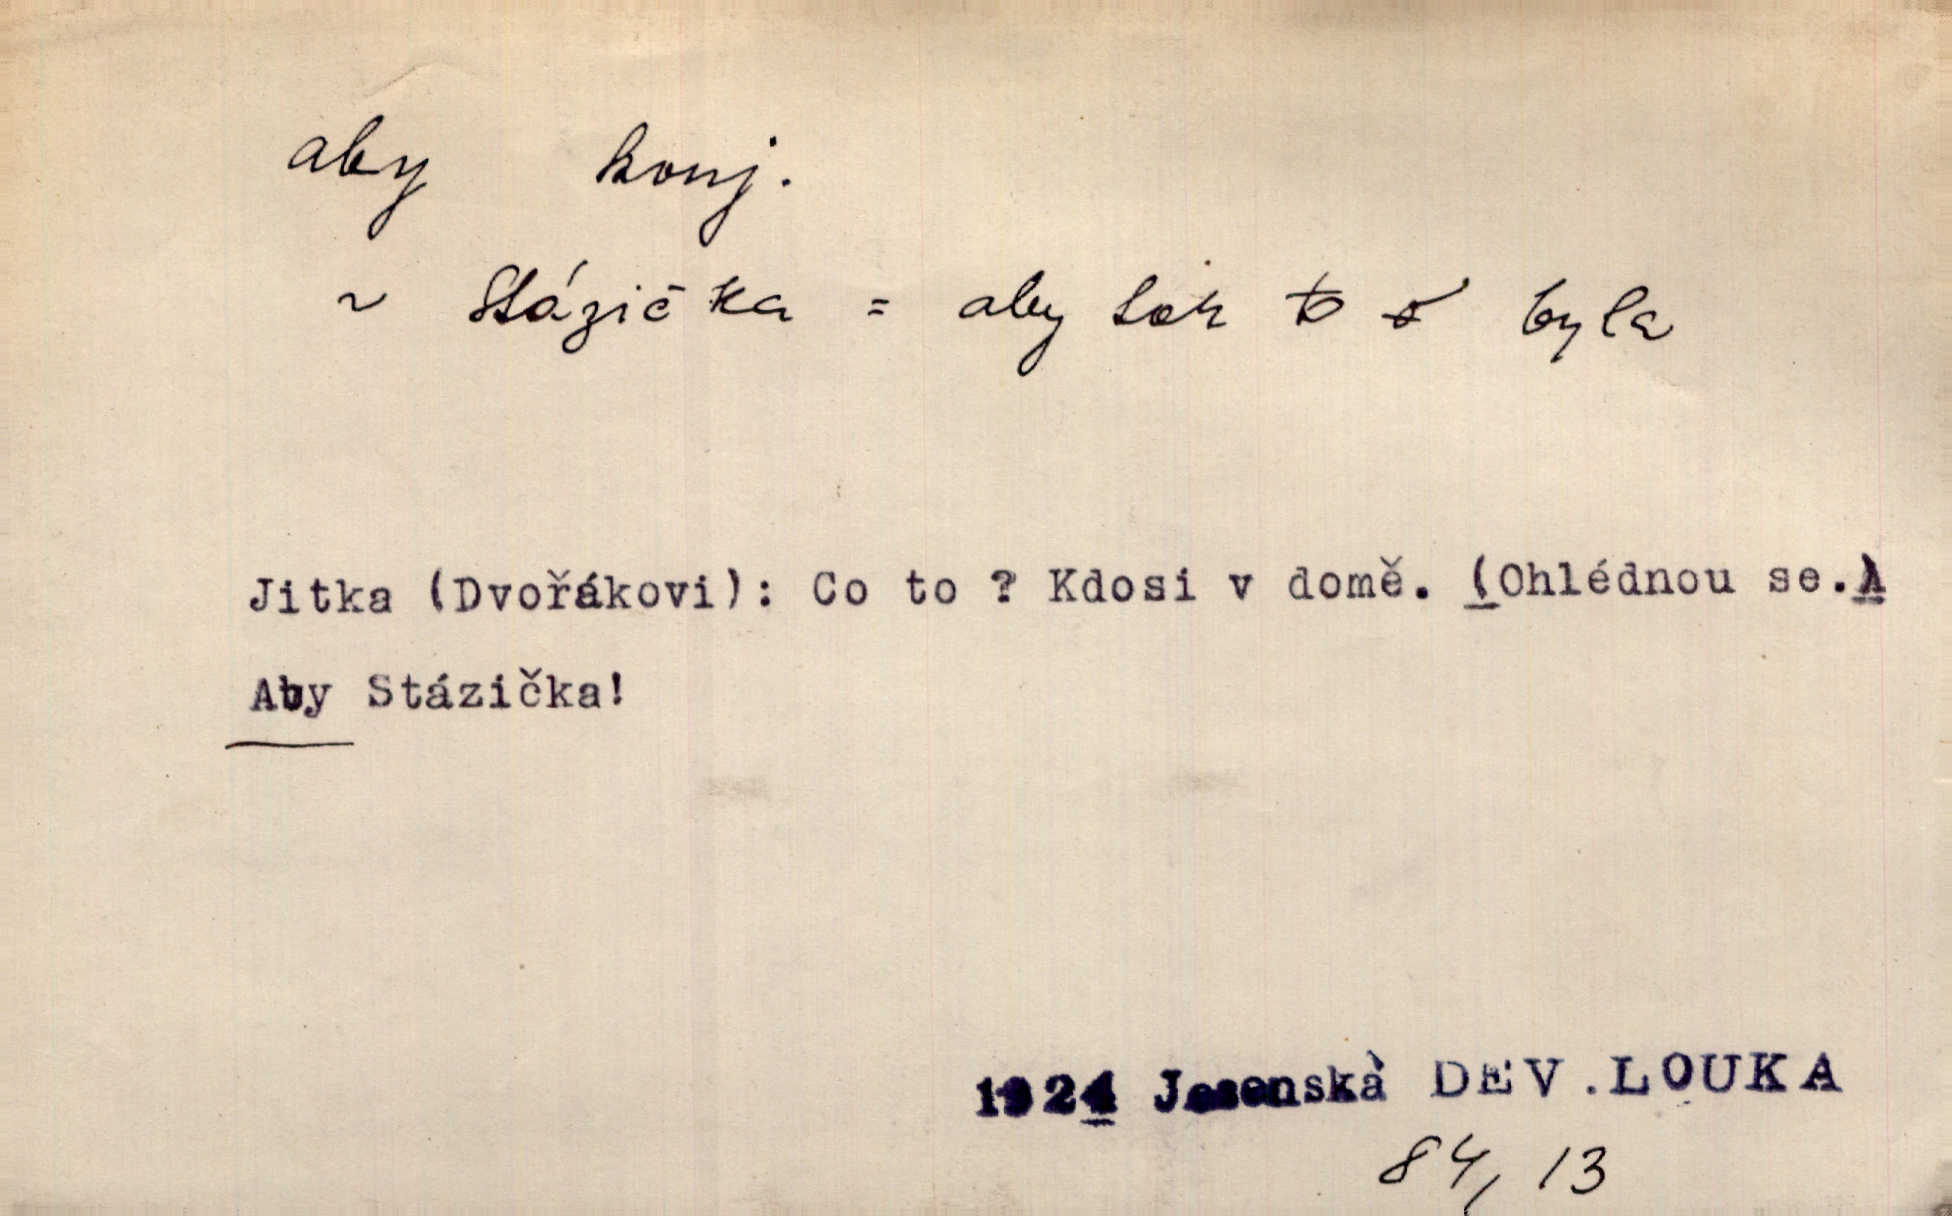 aby konj.
~ Stázička = aby tak to byla
Jitka (Dvořákovi): Co to ? Kdosi v domě. (Ohlédnou se.)
Aby Stázička!
1924 Jesenská DEV.LOUKA
84, 13